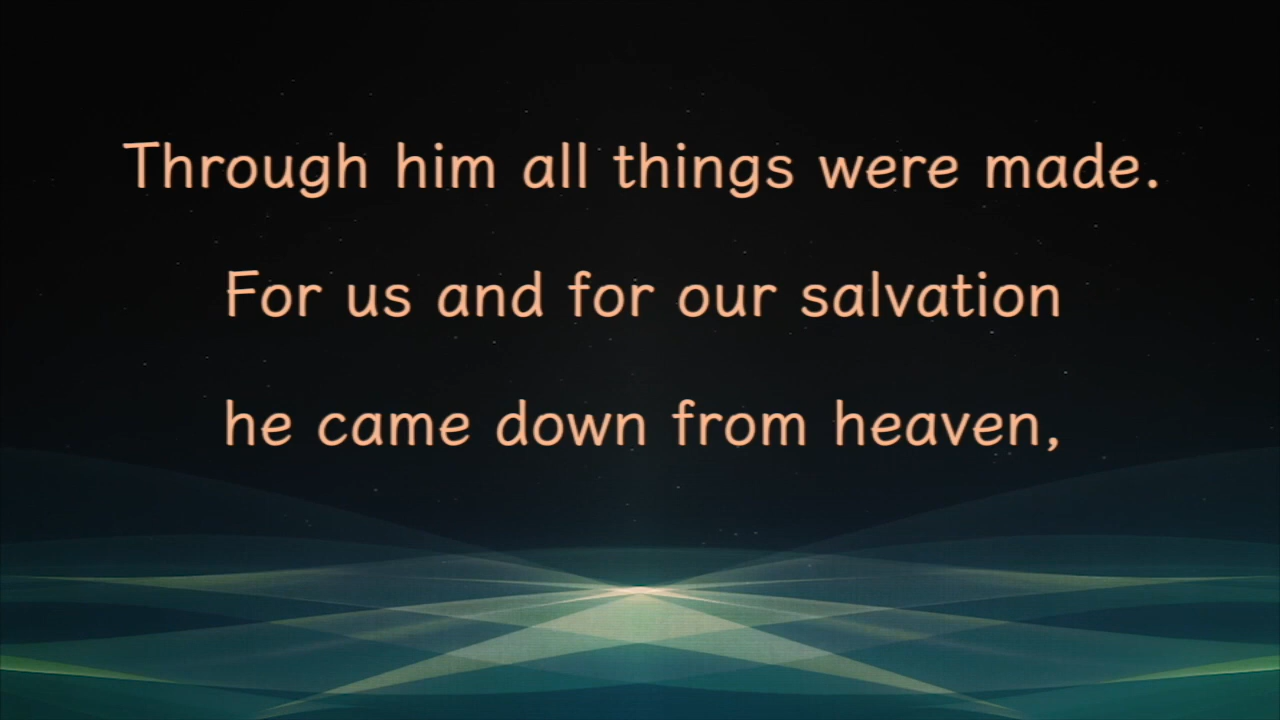 Through him all things were made.
For us and for our salvation
he came down from heaven,